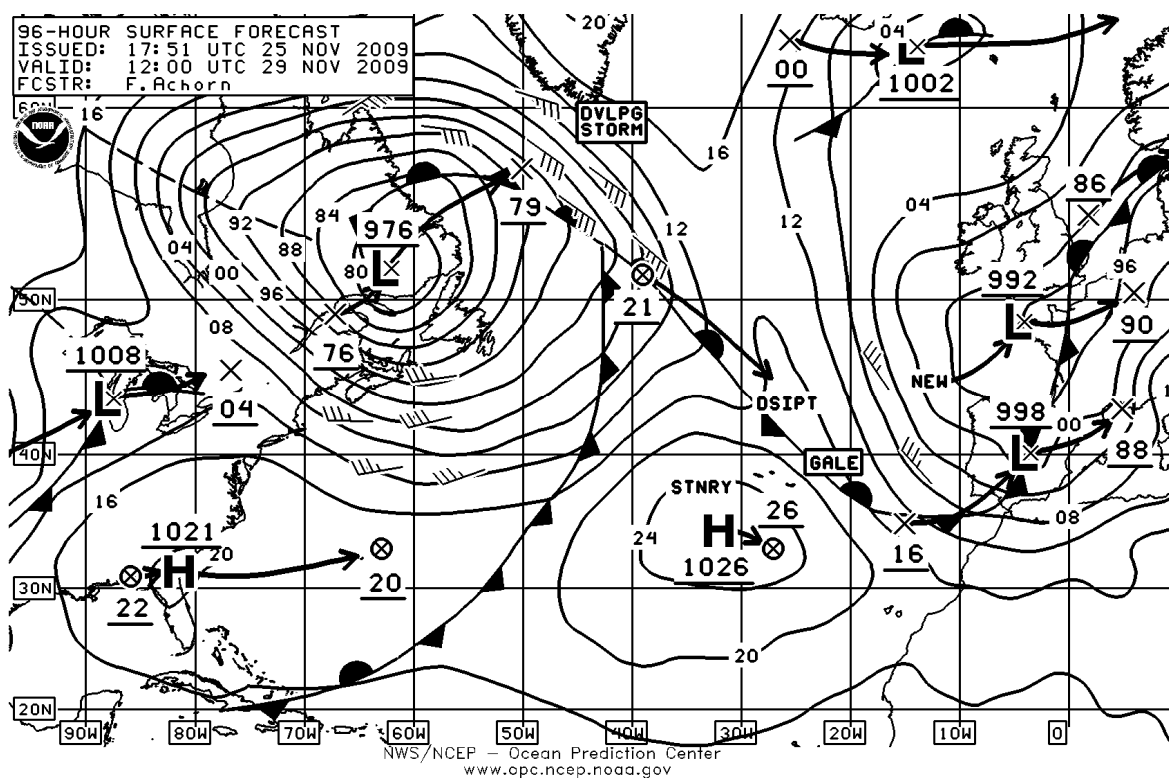 96-HOUR SURFACE FORECAST
ISSUED: 17:51 UTC 25 NOV 2009
VALID: 12:00 UTC 29 NOV 2009
FCSTR: F.Achorn
NOAA
20
04
L
00
1002
60N
16
DVLPG
STORM
16
86
79
84
976
92
04
88
00
80
L
96
12
12
04
96
992
L
90
50N
21
08
76
1008
L
04
NEW
DSIPT
998
00
L
88
40N
GALE
16
STNRY
26
24
H
1026
08
16
1021
20
H
22
20
30N
20
20N
90W
80W
70W
60W
50W
40W
30W
20W
10W
0
NWS/NCEP – Ocean Prediction Center
www.opc.ncep.noaa.gov